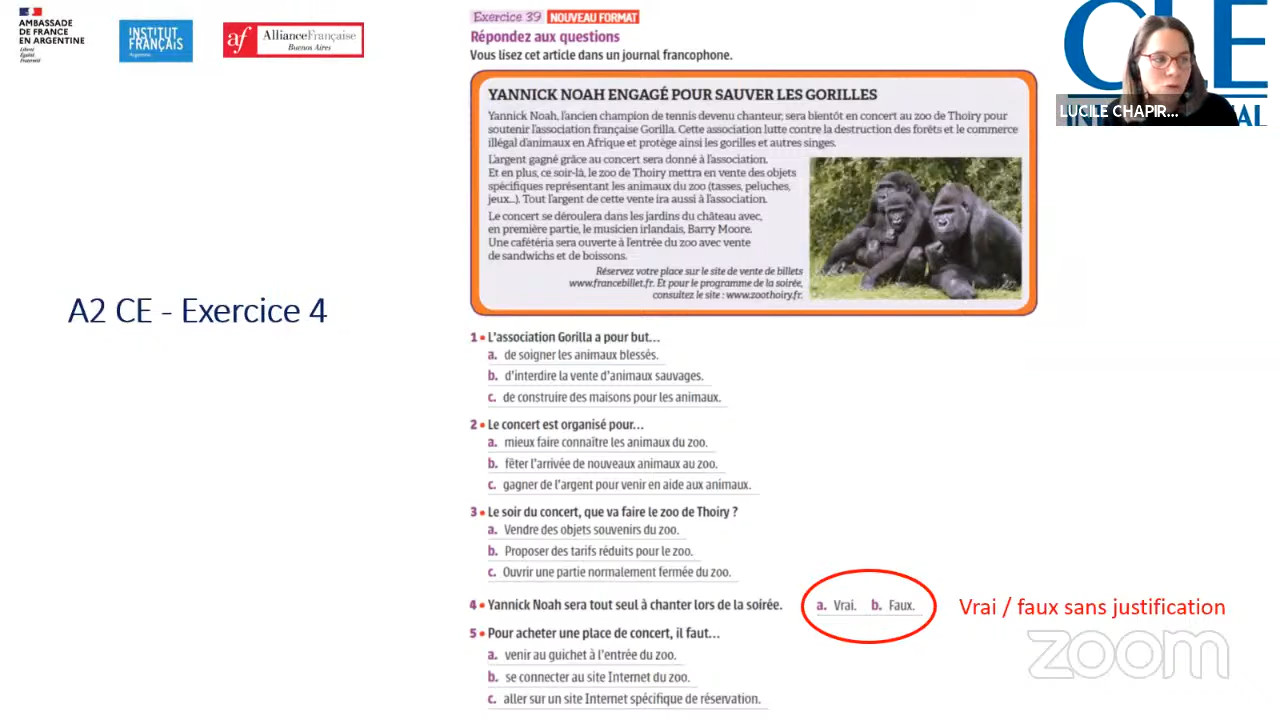 AMBASSADE
DE FRANCE
EN ARGENTINE
Liberté
Égalité
Fraternité
INSTITUT
FRANÇAIS
Argentine
af AllianceFrançaise
Buenos Aires
LUCILE CHAPIR...
A2 CE - Exercice 4
Exercice 39 NOUVEAU FORMAT
Répondez aux questions
Vous lisez cet article dans un journal francophone.
YANNICK NOAH ENGAGÉ POUR SAUVER LES GORILLES
Yannick Noah, l'ancien champion de tennis devenu chanteur, sera bientôt en concert au zoo de Thoiry pour
soutenir l'association française Gorilla. Cette association lutte contre la destruction des forêts et le commerce
illégal d'animaux en Afrique et protège ainsi les gorilles et autres singes.
L'argent gagné grâce au concert sera donné à l'association.
Et en plus, ce soir-là, le zoo de Thoiry mettra en vente des objets
spécifiques représentant les animaux du zoo (tasses, peluches,
jeux...). Tout l'argent de cette vente ira aussi à l'association.
Le concert se déroulera dans les jardins du château avec,
en première partie, le musicien irlandais, Barry Moore.
Une cafétéria sera ouverte à l'entrée du zoo avec vente
de sandwichs et de boissons.
Réservez votre place sur le site de vente de billets
www.francebillet.fr. Et pour le programme de la soirée,
consultez le site : www.zoothoiry.fr.
1 • L'association Gorilla a pour but...
a. de soigner les animaux blessés.
b. d'interdire la vente d'animaux sauvages.
c. de construire des maisons pour les animaux.
2 • Le concert est organisé pour...
a. mieux faire connaître les animaux du zoo.
b. fêter l'arrivée de nouveaux animaux au zoo.
c. gagner de l'argent pour venir en aide aux animaux.
3 • Le soir du concert, que va faire le zoo de Thoiry ?
a. Vendre des objets souvenirs du zoo.
b. Proposer des tarifs réduits pour le zoo.
c. Ouvrir une partie normalement fermée du zoo.
4 • Yannick Noah sera tout seul à chanter lors de la soirée. a. Vrai. b. Faux.
Vrai / faux sans justification
5 • Pour acheter une place de concert, il faut...
a. venir au guichet à l'entrée du zoo.
b. se connecter au site Internet du zoo.
c. aller sur un site Internet spécifique de réservation.
zoom